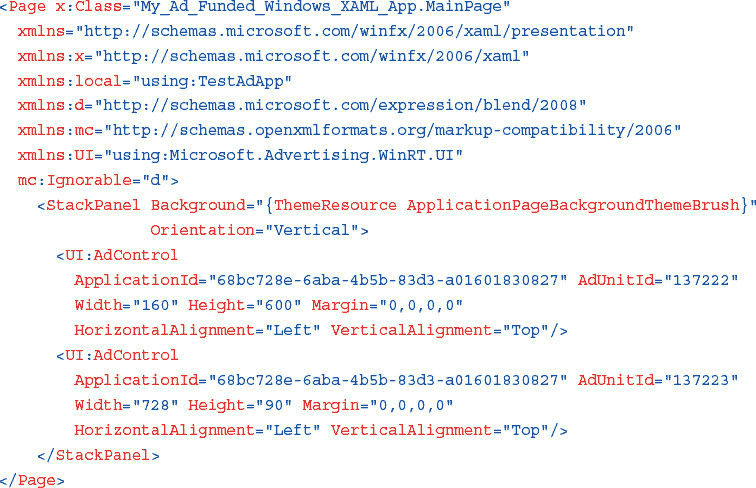 <Page x:Class="My_Ad_Funded_Windows_XAML_App.MainPage"
xmlns="http://schemas.microsoft.com/winfx/2006/xaml/presentation"
xmlns:x="http://schemas.microsoft.com/winfx/2006/xaml"
xmlns:local="using:TestAdApp"
xmlns:d="http://schemas.microsoft.com/expression/blend/2008"
xmlns:mc="http://schemas.openxmlformats.org/markup-compatibility/2006"
xmlns:UI="using:Microsoft.Advertising.WinRT.UI"
mc:Ignorable="d">
<StackPanel Background="{ThemeResource ApplicationPageBackgroundThemeBrush}"
Orientation="Vertical">
<UI:AdControl
ApplicationId="68bc728e-6aba-4b5b-83d3-a01601830827" AdUnitId="137222"
Width="160" Height="600" Margin="0,0,0,0"
HorizontalAlignment="Left" VerticalAlignment="Top"/>
<UI:AdControl
ApplicationId="68bc728e-6aba-4b5b-83d3-a01601830827" AdUnitId="137223"
Width="728" Height="90" Margin="0,0,0,0"
HorizontalAlignment="Left" VerticalAlignment="Top"/>
</StackPanel>
</Page>